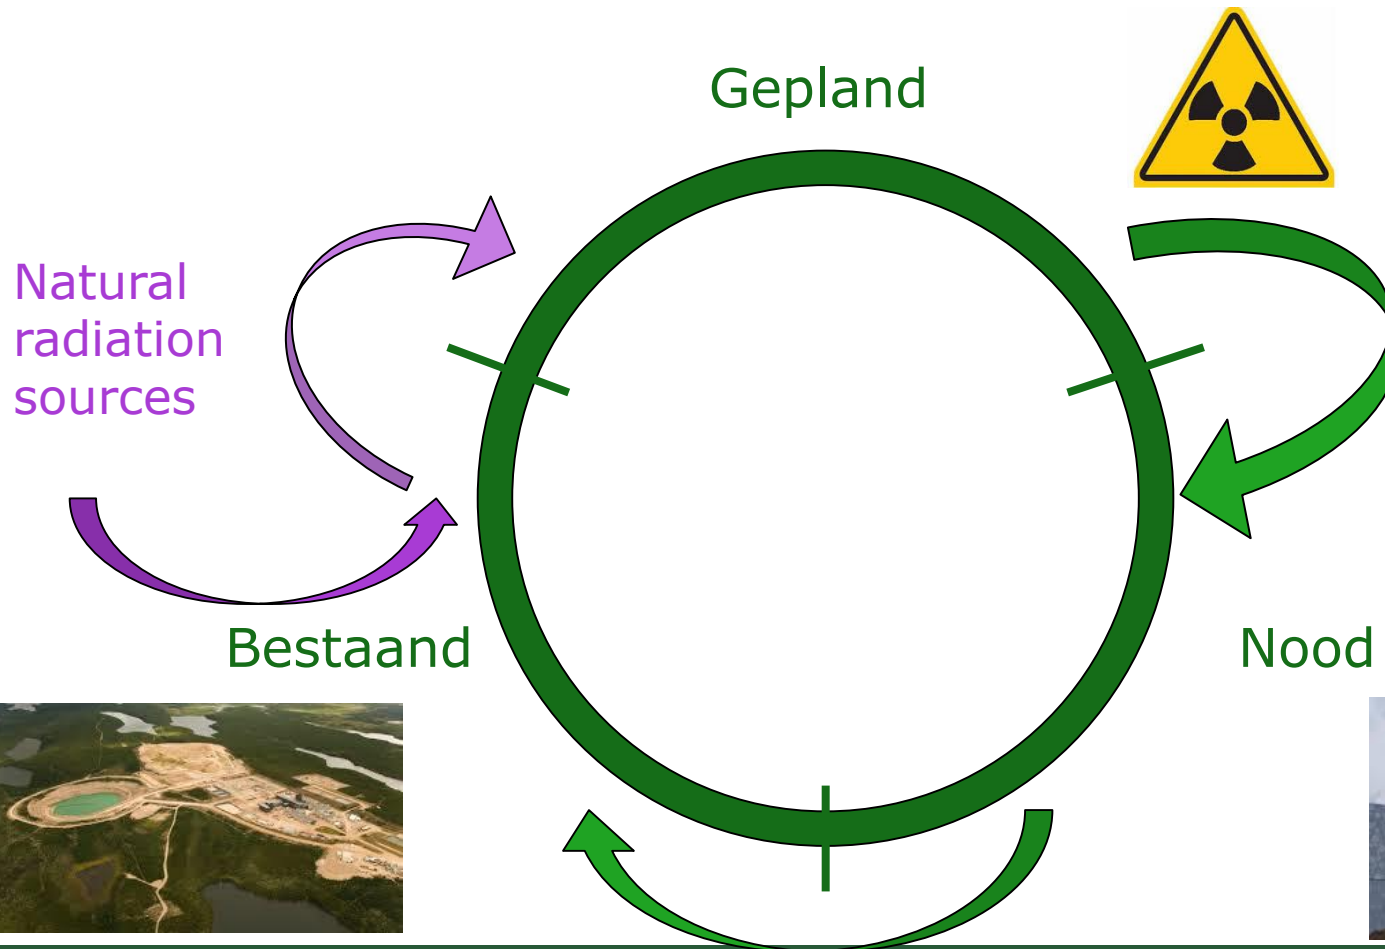 Gepland
Natural
radiation
sources
Bestaand
Nood